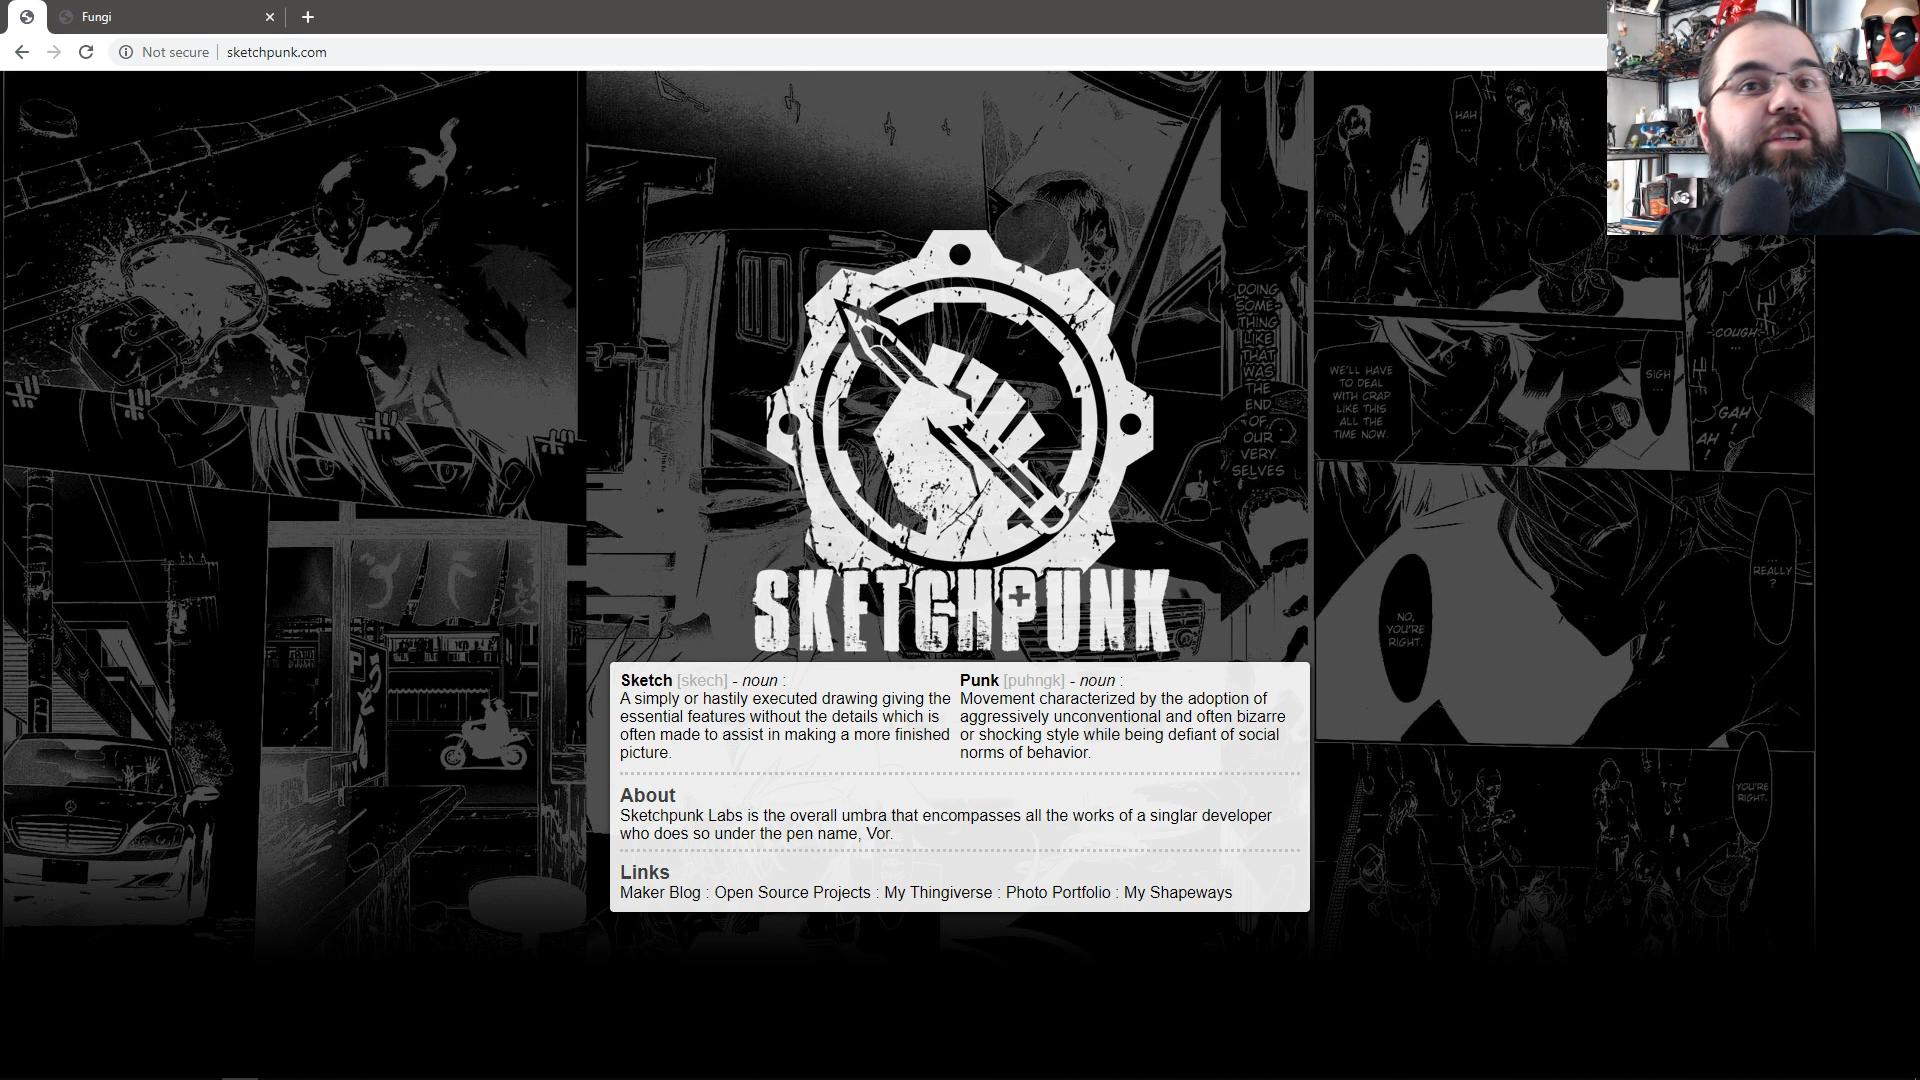 Fungi
Not secure
sketchpunk.com
HAH
...
DOING
SOME-
THING
LIKE
THAT
WAS
THE
END
OF
OUR
VERY
SELVES
WE'LL HAVE
TO DEAL
WITH CRAP
LIKE THIS
ALL THE
TIME NOW.
SIGH
...
COUGH
...
GAH
!
AH
!
NO,
YOU'RE
RIGHT.
...
REALLY
?
YOU'RE
RIGHT.
SKETCHPUNK
Sketch [skech] - noun :
A simply or hastily executed drawing giving the
essential features without the details which is
often made to assist in making a more finished
picture.
Punk [puhngk] - noun :
Movement characterized by the adoption of
aggressively unconventional and often bizarre
or shocking style while being defiant of social
norms of behavior.
About
Sketchpunk Labs is the overall umbra that encompasses all the works of a singlar developer
who does so under the pen name, Vor.
Links
Maker Blog : Open Source Projects : My Thingiverse : Photo Portfolio : My Shapeways